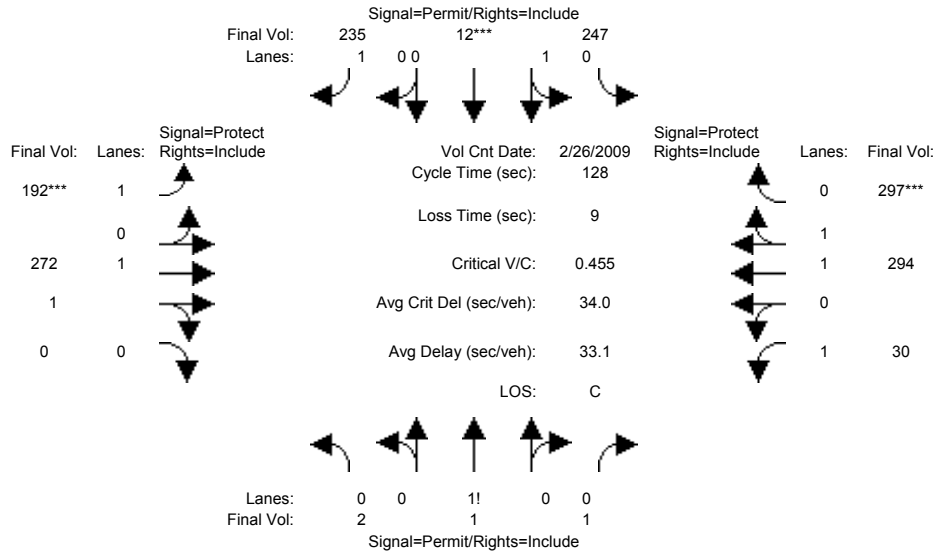 Signal=Permit/Rights=Include
Final Vol: 235 12*** 247
Lanes: 1 0 0 1 0
Signal=Protect Signal=Protect
Final Vol: Lanes: Rights=Include Vol Cnt Date: 2/26/2009 Rights=Include Lanes: Final Vol:
Cycle Time (sec): 128
192*** 1 0 297***
Loss Time (sec): 9
0 1
272 1 Critical V/C: 0.455 1 294
1 Avg Crit Del (sec/veh): 34.0 0
0 0 Avg Delay (sec/veh): 33.1 1 30
LOS: C
Lanes: 0 0 1! 0 0
Final Vol: 2 1 1
Signal=Permit/Rights=Include